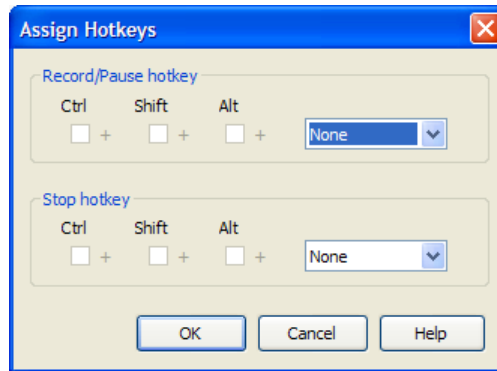 Assign Hotkeys
Record/Pause hotkey
Ctrl Shift Alt
+ + + None
Stop hotkey
Ctrl Shift Alt
+ + + None
OK Cancel Help